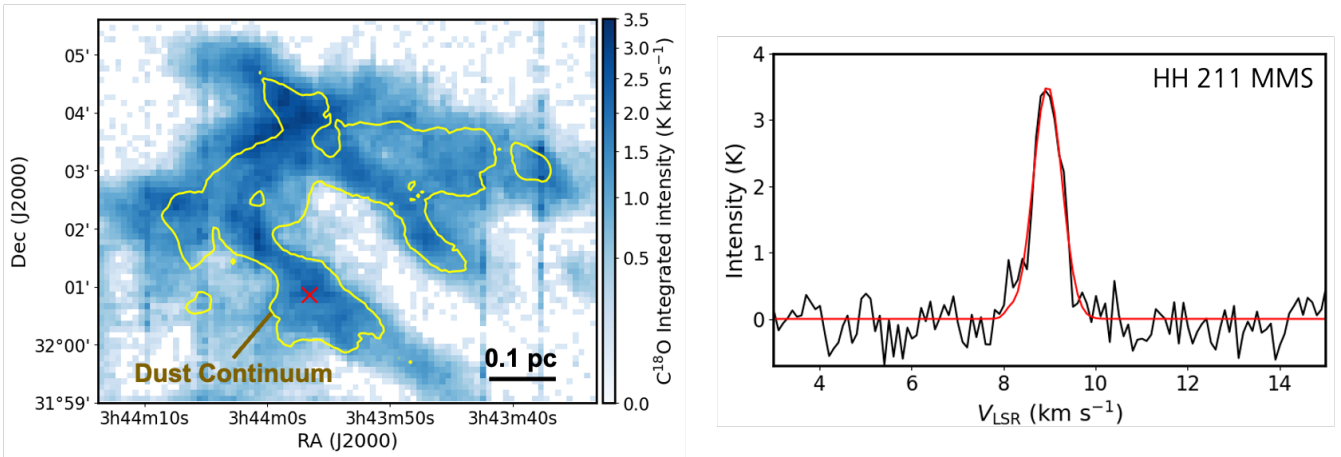 05'
04'
03'
02'
01'
32°00'
31°59'
Dec (J2000)
3h44m10s
3h44m00s
3h43m50s
3h43m40s
RA (J2000)
Dust Continuum
0.1 pc
3.5
3.0
2.5
2.0
1.5
1.0
0.5
0.0
C¹⁸O Integrated intensity (K km s⁻¹)
HH 211 MMS
4
3
2
1
0
Intensity (K)
4
6
8
10
12
14
V_LSR (km s⁻¹)